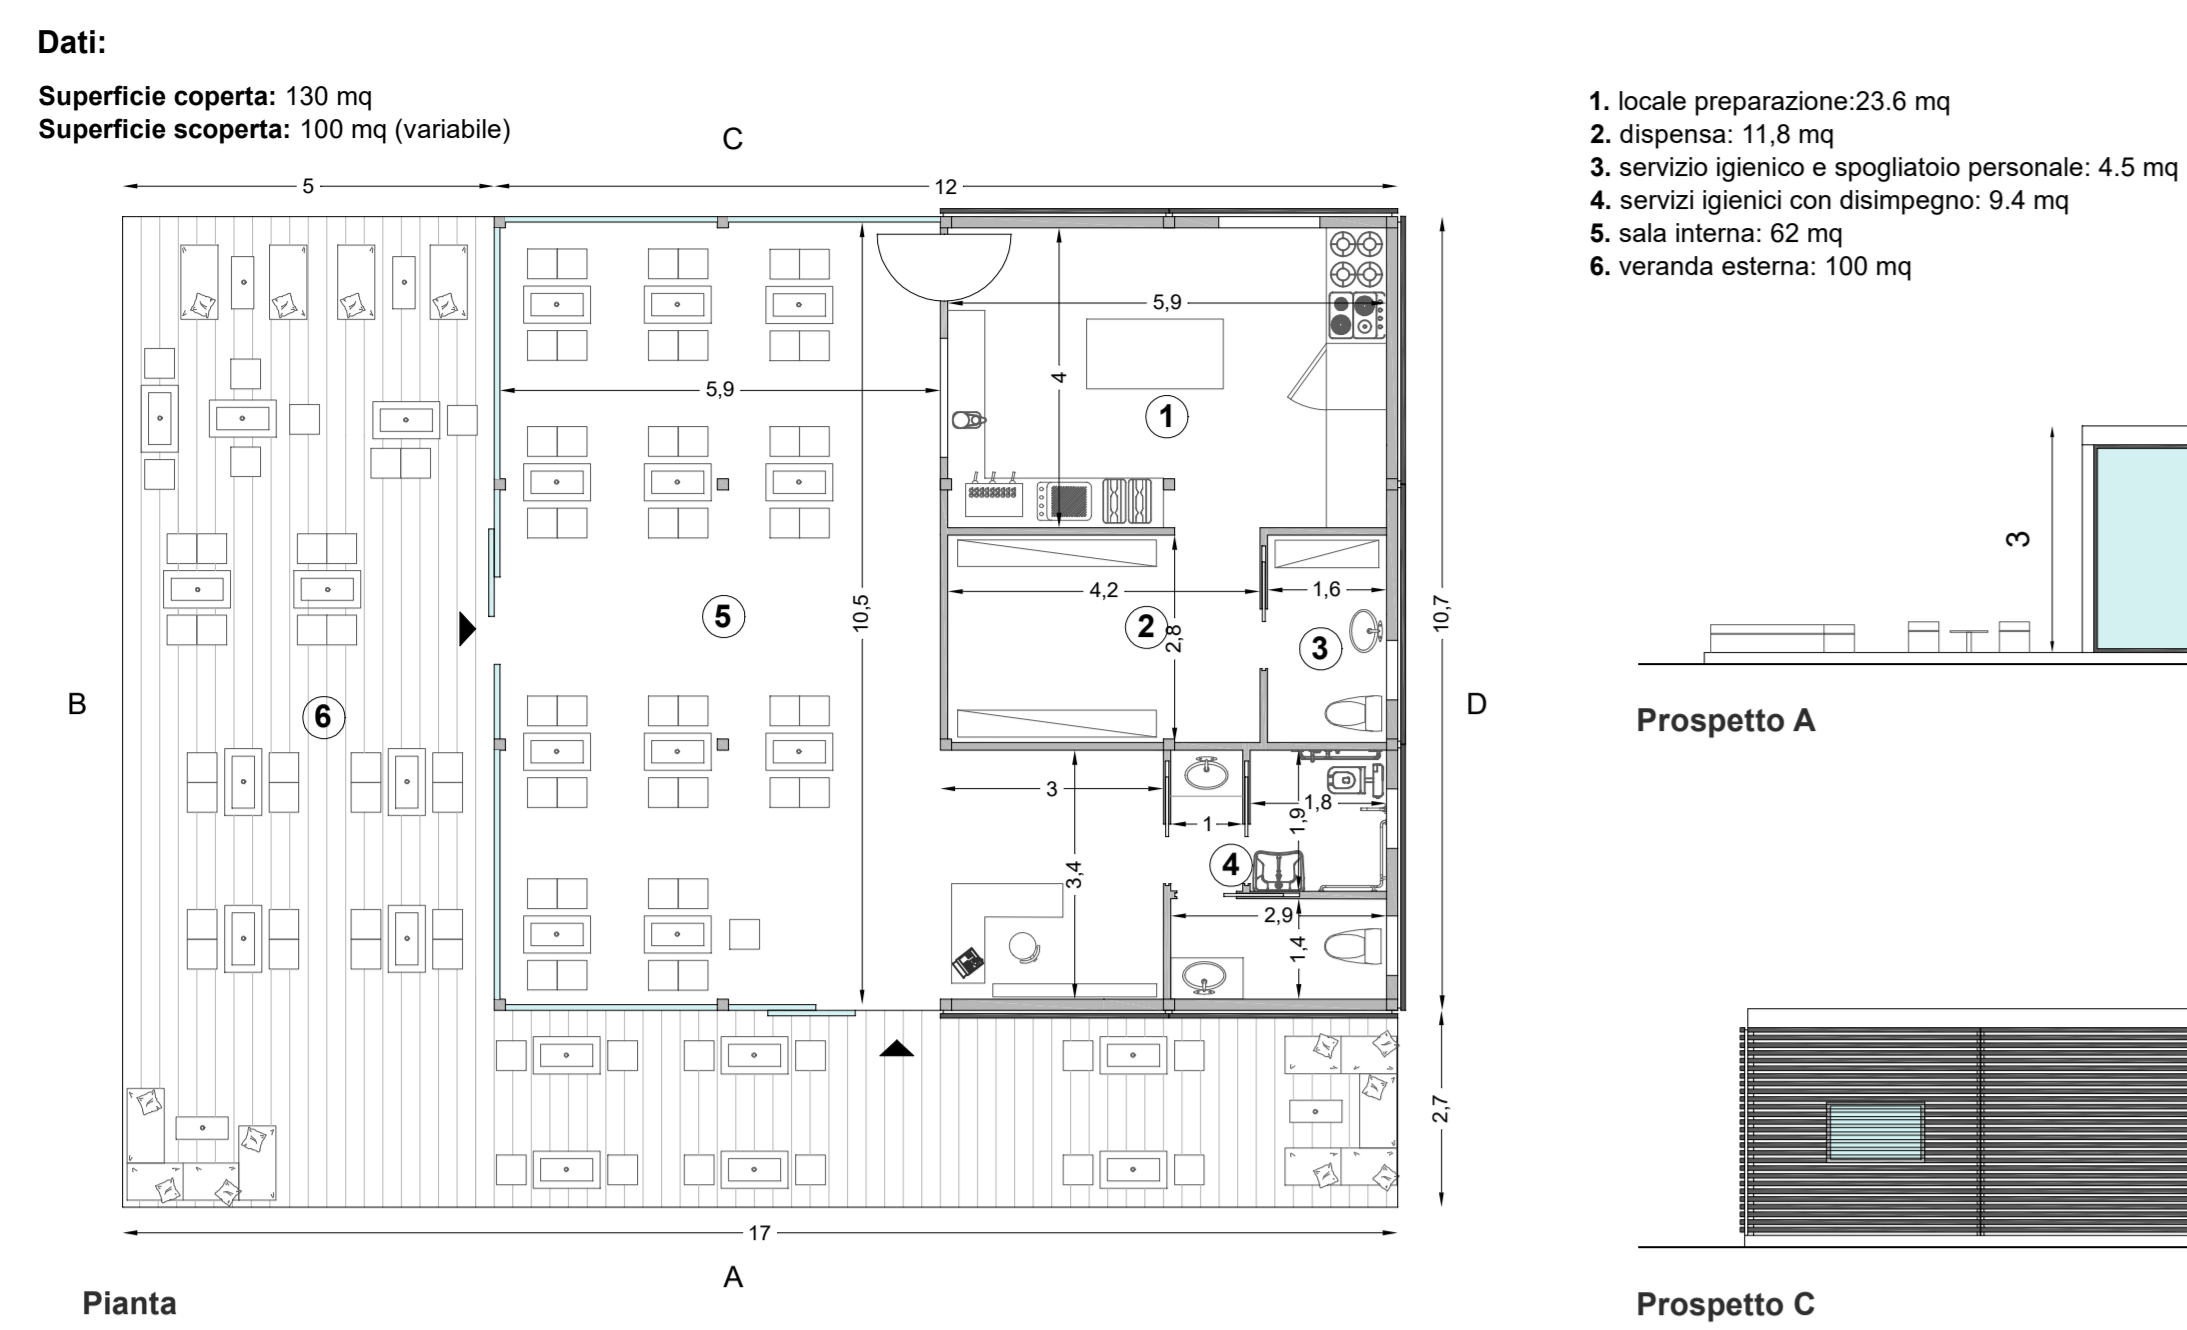 Dati:
Superficie coperta: 130 mq
Superficie scoperta: 100 mq (variabile)
1. locale preparazione:23.6 mq
2. dispensa: 11,8 mq
3. servizio igienico e spogliatoio personale: 4.5 mq
4. servizi igienici con disimpegno: 9.4 mq
5. sala interna: 62 mq
6. veranda esterna: 100 mq
C
5
12
5,9
4
5,9
1
4,2
1,6
2
2,8
3
5
10,5
10,7
6
B
D
3
1,8
1
1,9
4
3,4
2,9
1,4
2,7
17
A
Pianta
3
Prospetto A
Prospetto C